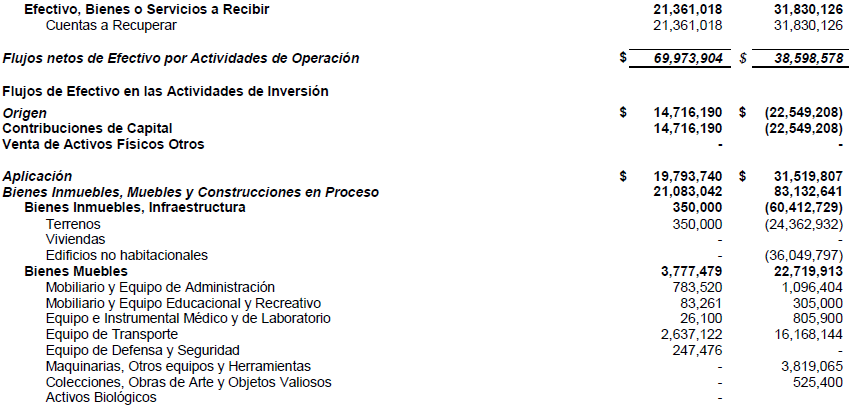 Efectivo, Bienes o Servicios a Recibir 21,361,018 31,830,126
Cuentas a Recuperar 21,361,018 31,830,126
Flujos netos de Efectivo por Actividades de Operación $ 69,973,904 $ 38,598,578
Flujos de Efectivo en las Actividades de Inversión
Origen $ 14,716,190 $ (22,549,208)
Contribuciones de Capital 14,716,190 (22,549,208)
Venta de Activos Físicos Otros - -
Aplicación $ 19,793,740 $ 31,519,807
Bienes Inmuebles, Muebles y Construcciones en Proceso 21,083,042 83,132,641
Bienes Inmuebles, Infraestructura 350,000 (60,412,729)
Terrenos 350,000 (24,362,932)
Viviendas - -
Edificios no habitacionales - (36,049,797)
Bienes Muebles 3,777,479 22,719,913
Mobiliario y Equipo de Administración 783,520 1,096,404
Mobiliario y Equipo Educacional y Recreativo 83,261 305,000
Equipo e Instrumental Médico y de Laboratorio 26,100 805,900
Equipo de Transporte 2,637,122 16,168,144
Equipo de Defensa y Seguridad 247,476 -
Maquinarias, Otros equipos y Herramientas - 3,819,065
Colecciones, Obras de Arte y Objetos Valiosos - 525,400
Activos Biológicos -